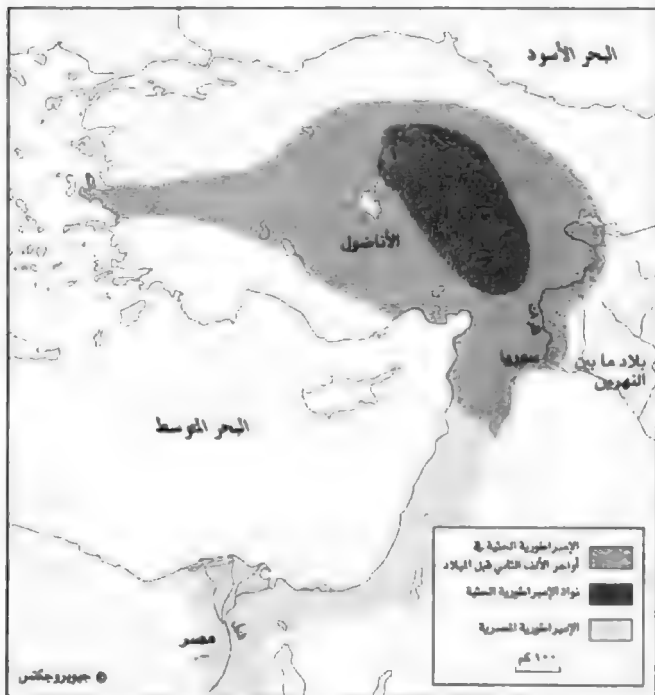 البحر الأسود
الأناضول
سوريا
بلاد ما بين
النهرين
البحر المتوسط
الإمبراطورية الحثية في
أواخر الألف الثاني قبل الميلاد
نواة الإمبراطورية الحثية
الإمبراطورية المصرية
١٠٠ كم
مصر
© جيوبروجكتس